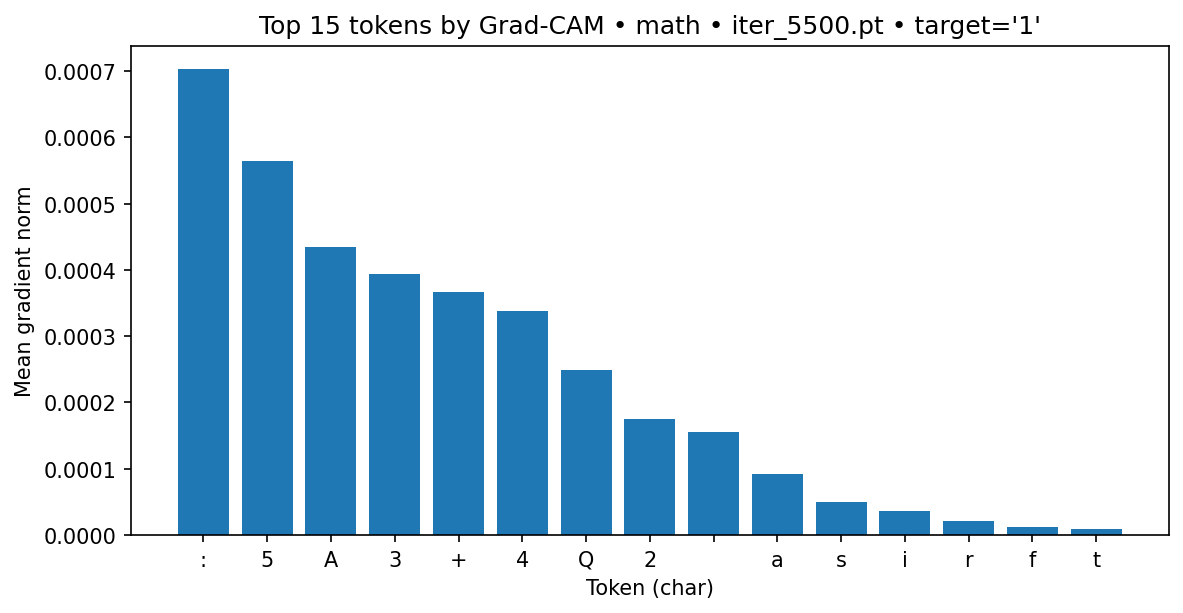 Top 15 tokens by Grad-CAM • math • iter_5500.pt • target='1'
Mean gradient norm
0.0007
0.0006
0.0005
0.0004
0.0003
0.0002
0.0001
0.0000
: 5 A 3 + 4 Q 2 a s i r f t
Token (char)